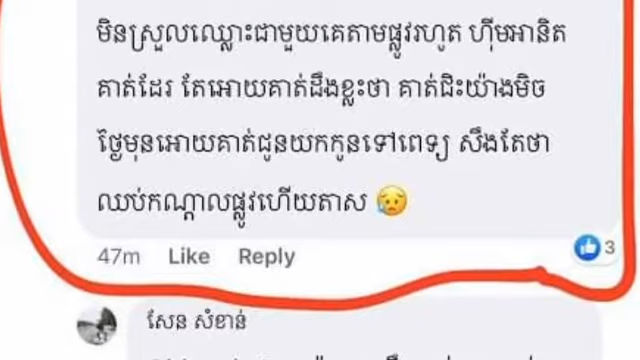 មិនស្រួលឈ្លោះជាមួយគេតាមផ្លូវរហូត ហ៊ីមអានិត
គាត់ដែរ តែអោយគាត់ដឹងខ្លះថា គាត់ជិះយ៉ាងមិច
ថ្ងៃមុនអោយគាត់ជូនយកកូនទៅពេទ្យ សឹងតែថា
ឈប់កណ្តាលផ្លូវហើយតាស 😥
47m Like Reply 3
សែន សំខាន់